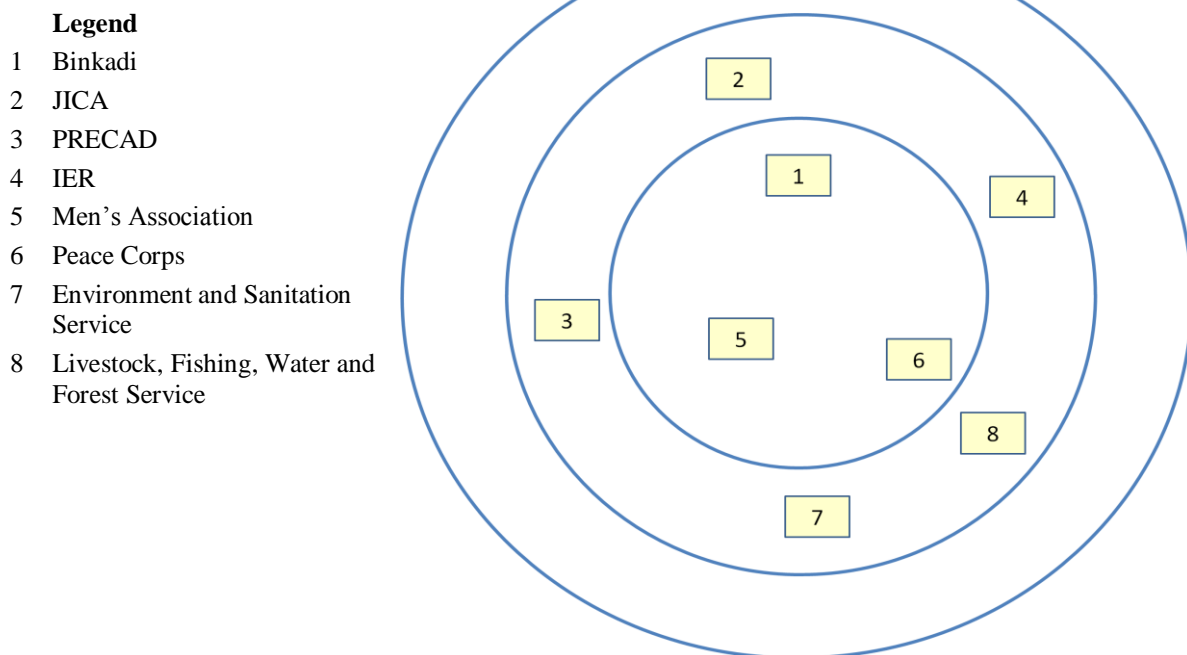 Legend
1 Binkadi
2 JICA
3 PRECAD
4 IER
5 Men’s Association
6 Peace Corps
7 Environment and Sanitation
Service
8 Livestock, Fishing, Water and
Forest Service
2
1
4
3
5
6
8
7